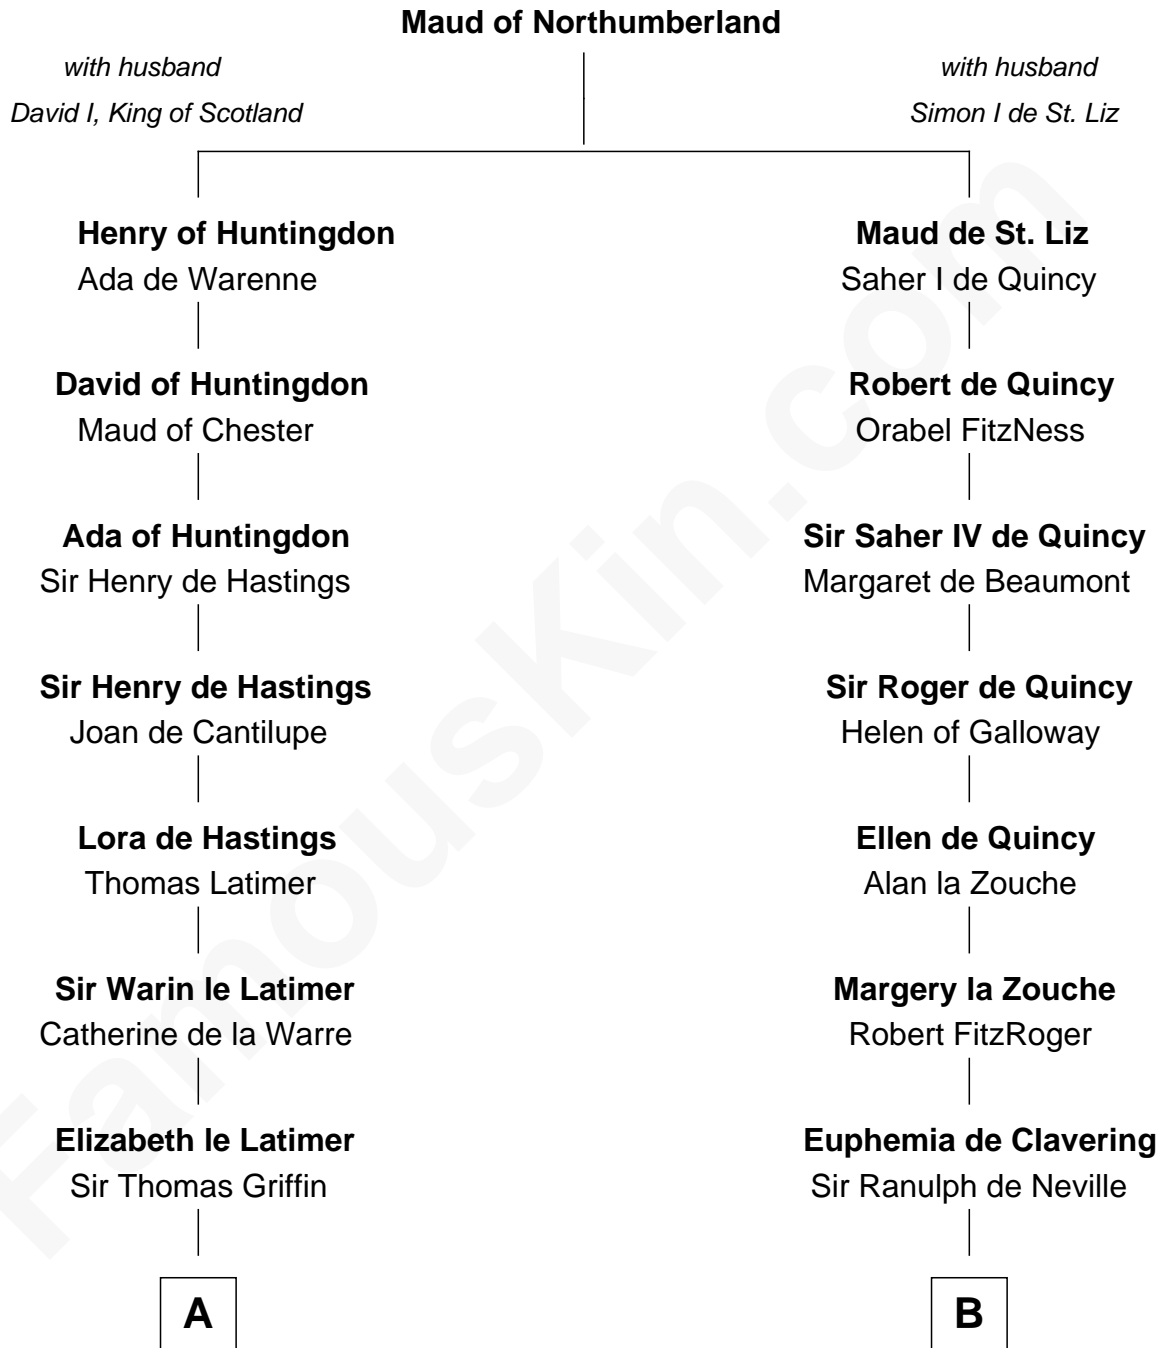 Maud of Northumberland
with husband
David I, King of Scotland
with husband
Simon I de St. Liz
Henry of Huntingdon
Ada de Warenne
Maud de St. Liz
Saher I de Quincy
David of Huntingdon
Maud of Chester
Robert de Quincy
Orabel FitzNess
Ada of Huntingdon
Sir Henry de Hastings
Sir Saher IV de Quincy
Margaret de Beaumont
Sir Henry de Hastings
Joan de Cantilupe
Sir Roger de Quincy
Helen of Galloway
Lora de Hastings
Thomas Latimer
Ellen de Quincy
Alan la Zouche
Sir Warin le Latimer
Catherine de la Warre
Margery la Zouche
Robert FitzRoger
Elizabeth le Latimer
Sir Thomas Griffin
Euphemia de Clavering
Sir Ranulph de Neville
A
B
FamousKin.com